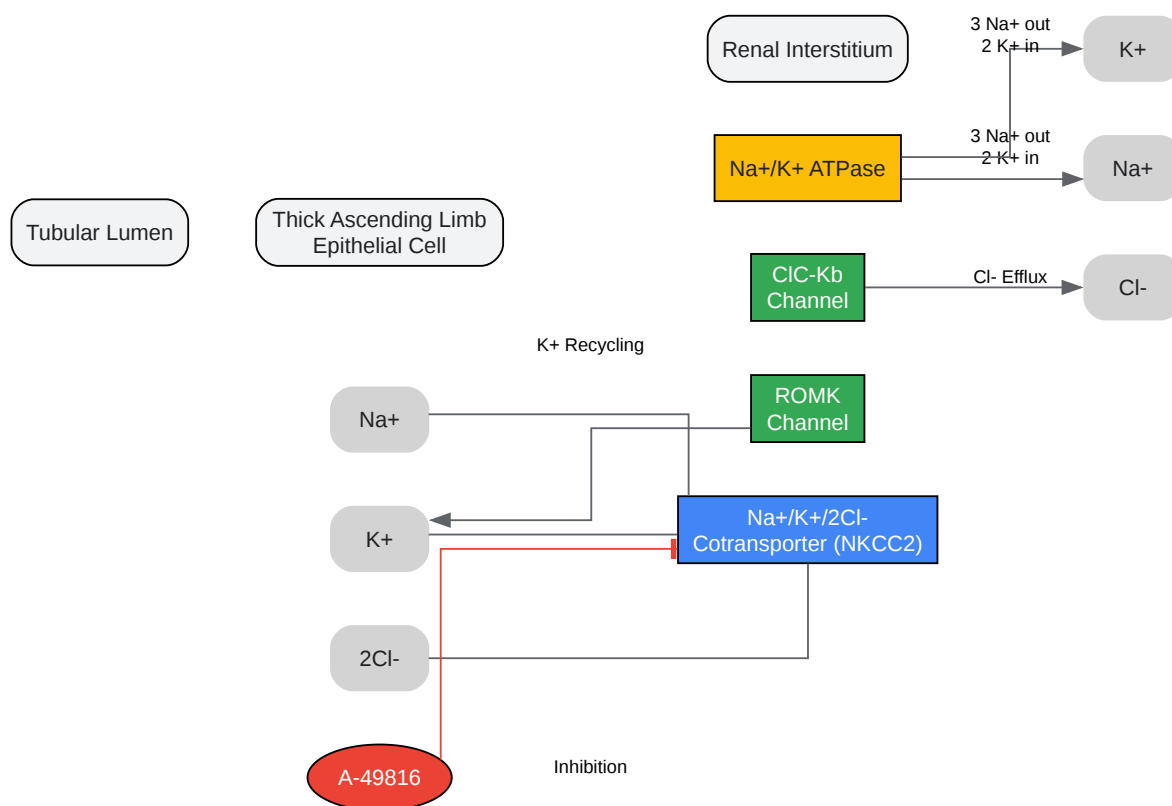 Renal Interstitium
3 Na+ out
2 K+ in
K+
Na+/K+ ATPase
3 Na+ out
2 K+ in
Na+
Tubular Lumen
Thick Ascending Limb
Epithelial Cell
ClC-Kb
Channel
Cl- Efflux
Cl-
K+ Recycling
ROMK
Channel
Na+
Na+/K+/2Cl-
Cotransporter (NKCC2)
K+
2Cl-
A-49816
Inhibition